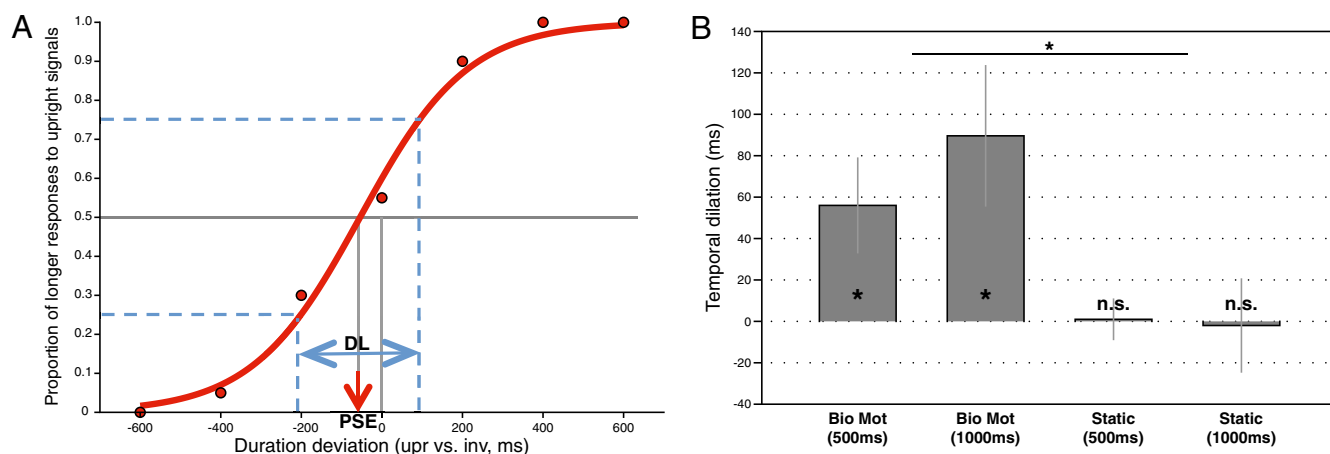 A
Proportion of longer responses to upright signals
1.0
0.9
0.8
0.7
0.6
0.5
0.4
0.3
0.2
0.1
0
DL
PSE
-600
-400
-200
0
200
400
600
Duration deviation (upr vs. inv, ms)
B
Temporal dilation (ms)
140
120
100
80
60
40
20
0
-20
-40
*
*
*
n.s.
n.s.
Bio Mot
(500ms)
Bio Mot
(1000ms)
Static
(500ms)
Static
(1000ms)